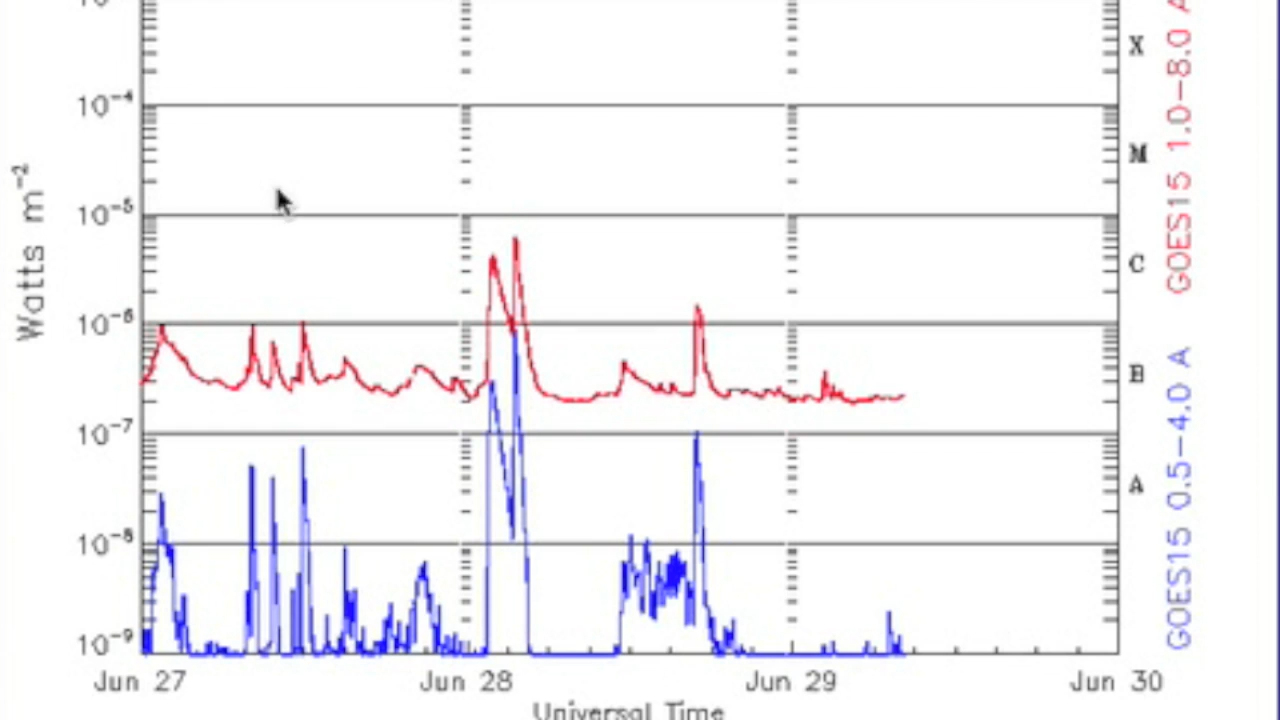 X
10⁻⁴
M
10⁻⁵
C
10⁻⁶
B
10⁻⁷
A
10⁻⁸
10⁻⁹
Watts m⁻²
GOES15 1.0–8.0 A
GOES15 0.5–4.0 A
Jun 27 Jun 28 Jun 29 Jun 30
Universal Time